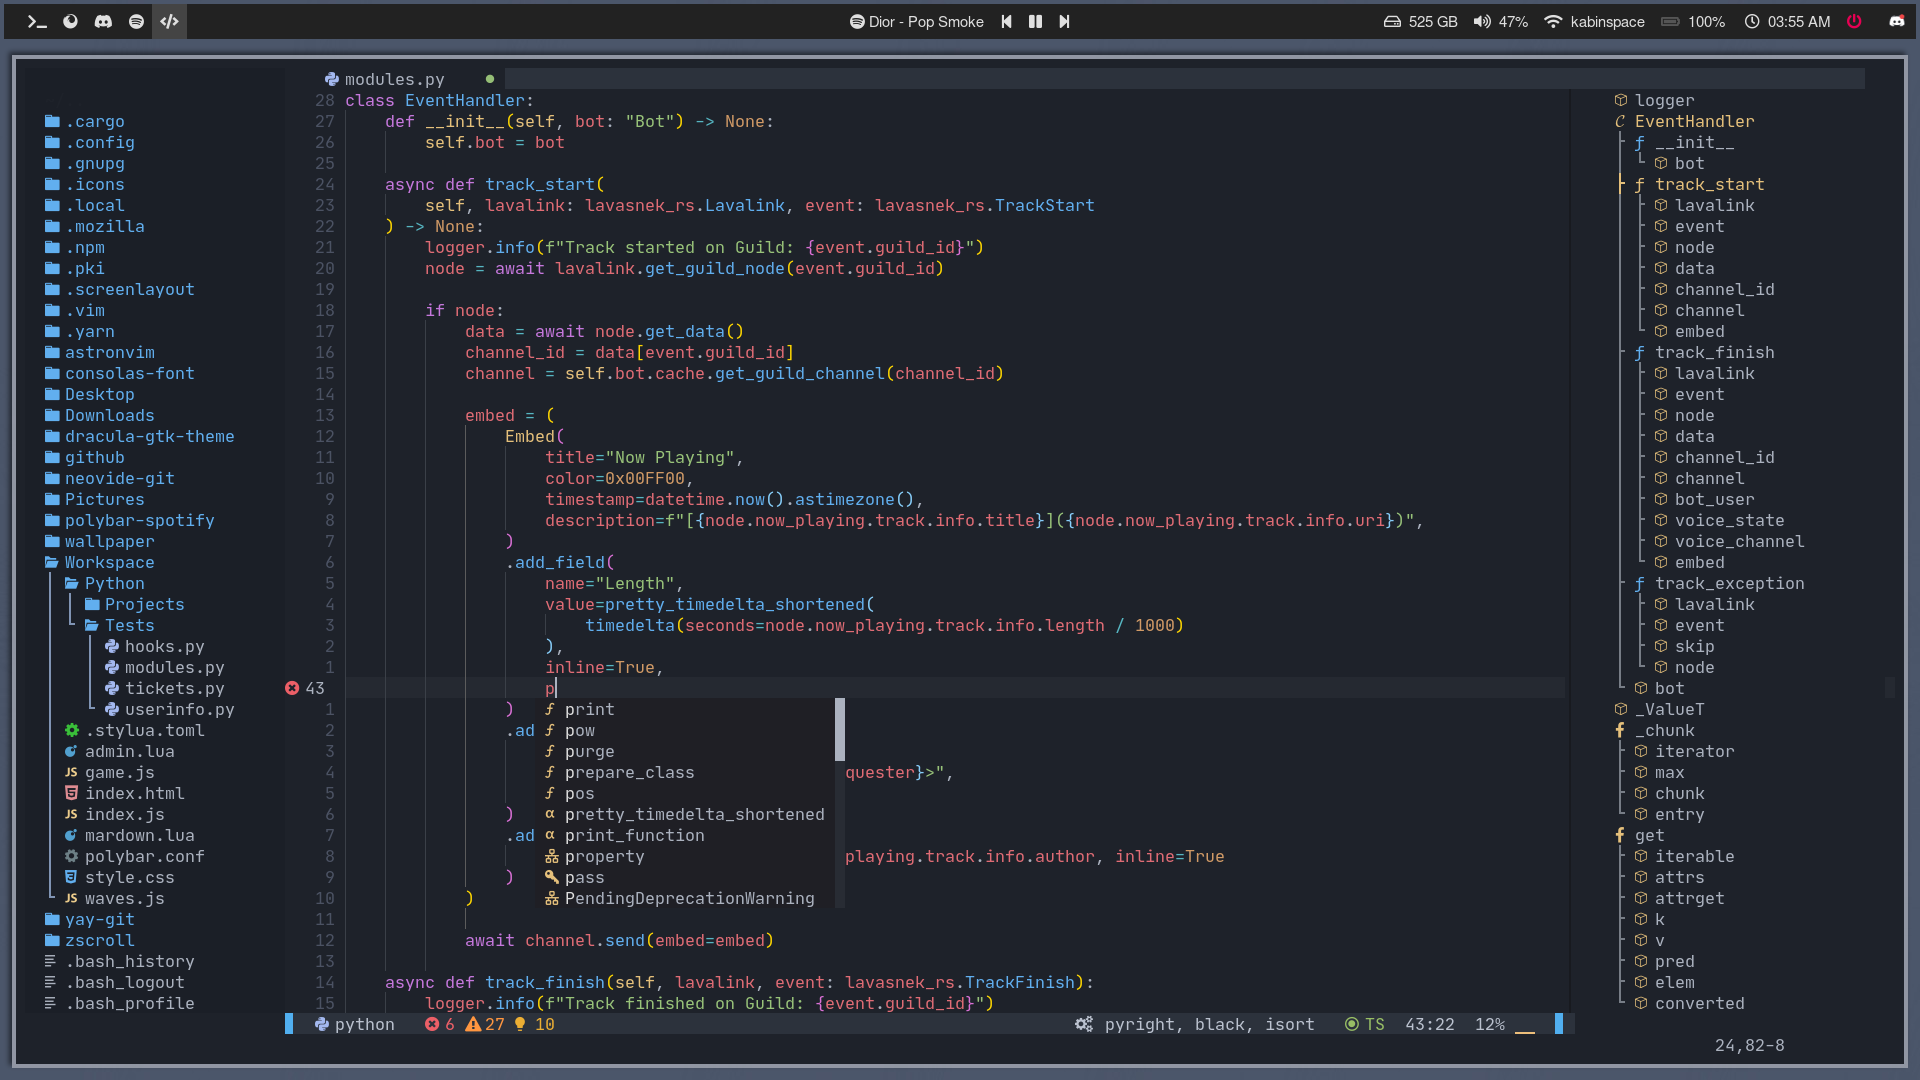 Dior - Pop Smoke
525 GB 47% kabinspace 100% 03:55 AM
.cargo
.config
.gnupg
.icons
.local
.mozilla
.npm
.pki
.screenlayout
.vim
.yarn
astronvim
consolas-font
Desktop
Downloads
dracula-gtk-theme
github
neovide-git
Pictures
polybar-spotify
wallpaper
Workspace
Python
Projects
Tests
hooks.py
modules.py
tickets.py
userinfo.py
.stylua.toml
admin.lua
JS game.js
index.html
JS index.js
mardown.lua
polybar.conf
style.css
JS waves.js
yay-git
zscroll
.bash_history
.bash_logout
.bash_profile
modules.py
28 class EventHandler:
27 def __init__(self, bot: "Bot") -> None:
26 self.bot = bot
25
24 async def track_start(
23 self, lavalink: lavasnek_rs.Lavalink, event: lavasnek_rs.TrackStart
22 ) -> None:
21 logger.info(f"Track started on Guild: {event.guild_id}")
20 node = await lavalink.get_guild_node(event.guild_id)
19
18 if node:
17 data = await node.get_data()
16 channel_id = data[event.guild_id]
15 channel = self.bot.cache.get_guild_channel(channel_id)
14
13 embed = (
12 Embed(
11 title="Now Playing",
10 color=0x00FF00,
9 timestamp=datetime.now().astimezone(),
8 description=f"[{node.now_playing.track.info.title}]({node.now_playing.track.info.uri})",
7 )
6 .add_field(
5 name="Length",
4 value=pretty_timedelta_shortened(
3 timedelta(seconds=node.now_playing.track.info.length / 1000)
2 ),
1 inline=True,
43 p
1 ) ƒ print
2 .ad ƒ pow
3 ƒ purge
4 ƒ prepare_class quester}>",
5 ƒ pos
6 ) α pretty_timedelta_shortened
7 .ad α print_function
8 property playing.track.info.author, inline=True
9 ) pass
10 ) PendingDeprecationWarning
11
12 await channel.send(embed=embed)
13
14 async def track_finish(self, lavalink, event: lavasnek_rs.TrackFinish):
15 logger.info(f"Track finished on Guild: {event.guild_id}")
python 6 27 10 pyright, black, isort TS 43:22 12% __
logger
C EventHandler
ƒ __init__
bot
ƒ track_start
lavalink
event
node
data
channel_id
channel
embed
ƒ track_finish
lavalink
event
node
data
channel_id
channel
bot_user
voice_state
voice_channel
embed
ƒ track_exception
lavalink
event
skip
node
bot
_ValueT
f _chunk
iterator
max
chunk
entry
f get
iterable
attrs
attrget
k
v
pred
elem
converted
24,82-8